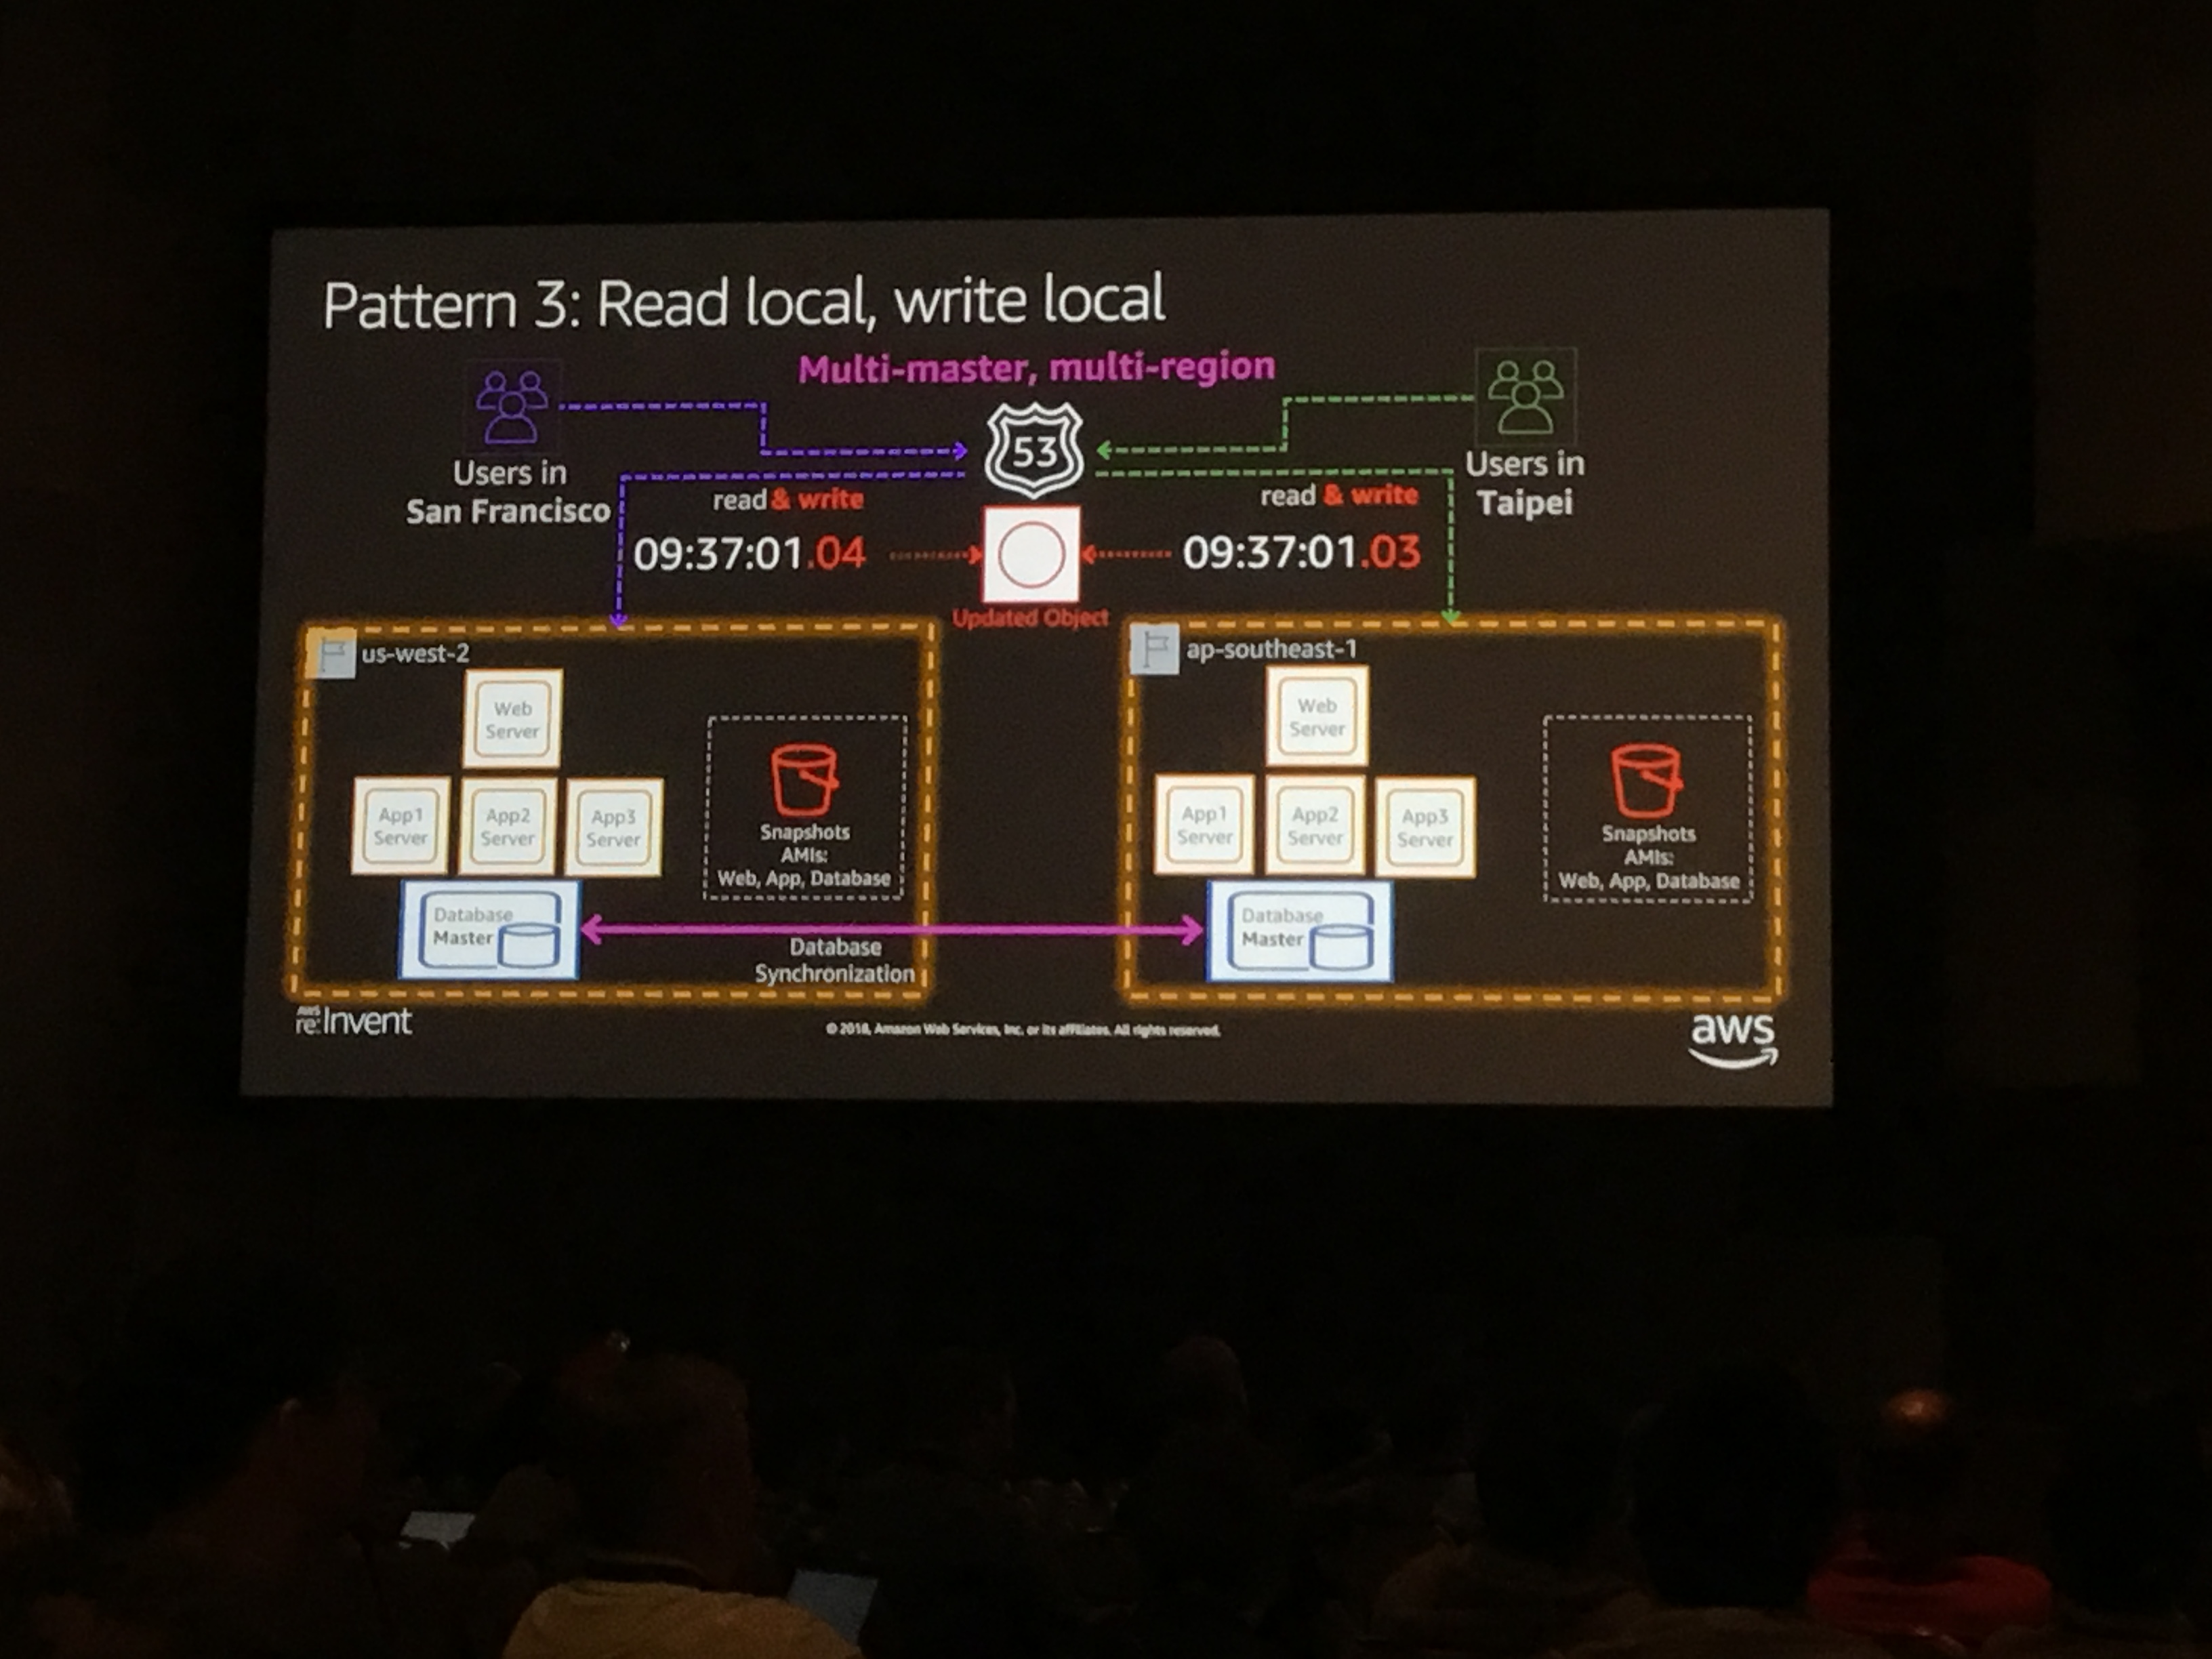 Pattern 3: Read local, write local
Multi-master, multi-region
53
Users in
San Francisco
Users in
Taipei
read & write
read & write
09:37:01.04
09:37:01.03
Updated Object
us-west-2
Web
Server
App1
Server
App2
Server
App3
Server
Snapshots
AMIs:
Web, App, Database
Database
Master
Database
Synchronization
ap-southeast-1
Web
Server
App1
Server
App2
Server
App3
Server
Snapshots
AMIs:
Web, App, Database
Database
Master
AWS
re:Invent
© 2018, Amazon Web Services, Inc. or its affiliates. All rights reserved.
aws